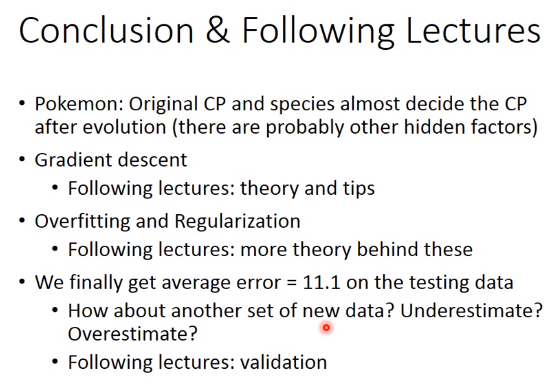 Conclusion & Following Lectures
• Pokemon: Original CP and species almost decide the CP
after evolution (there are probably other hidden factors)
• Gradient descent
• Following lectures: theory and tips
• Overfitting and Regularization
• Following lectures: more theory behind these
• We finally get average error = 11.1 on the testing data
• How about another set of new data? Underestimate?
Overestimate?
• Following lectures: validation